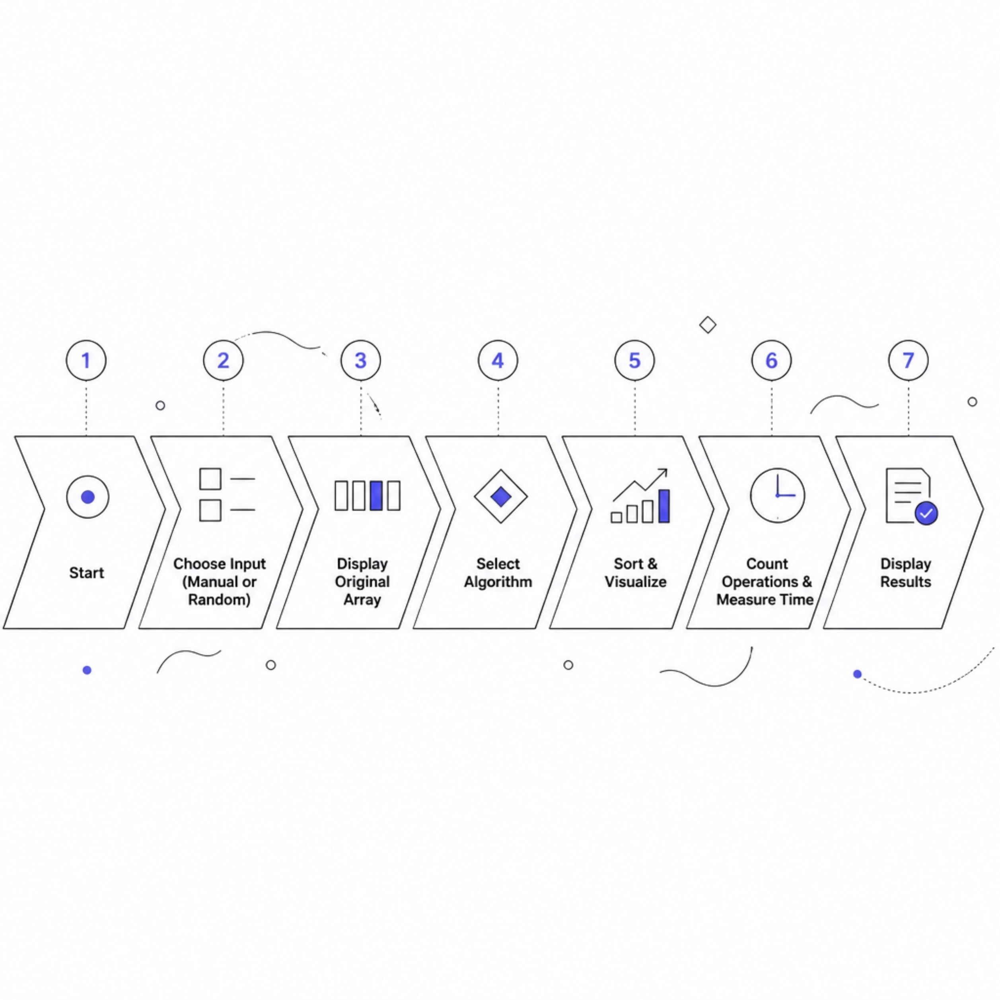 1
2
3
4
5
6
7
Start
Choose Input
(Manual or
Random)
Display
Original
Array
Select
Algorithm
Sort &
Visualize
Count
Operations &
Measure Time
Display
Results